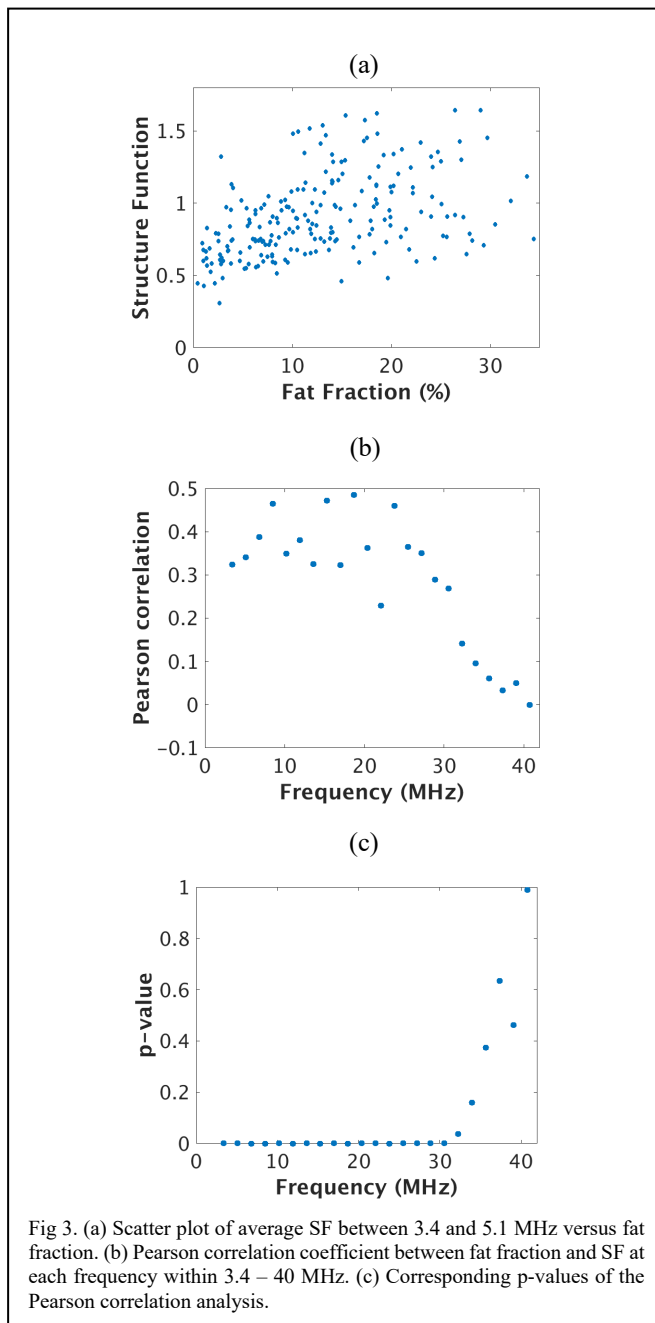 (a)
Structure Function
1.5
1
0.5
0
0 10 20 30
Fat Fraction (%)
(b)
Pearson correlation
0.5
0.4
0.3
0.2
0.1
0
−0.1
0 10 20 30 40
Frequency (MHz)
(c)
p-value
1
0.8
0.6
0.4
0.2
0
0 10 20 30 40
Frequency (MHz)
Fig 3. (a) Scatter plot of average SF between 3.4 and 5.1 MHz versus fat
fraction. (b) Pearson correlation coefficient between fat fraction and SF at
each frequency within 3.4 – 40 MHz. (c) Corresponding p-values of the
Pearson correlation analysis.